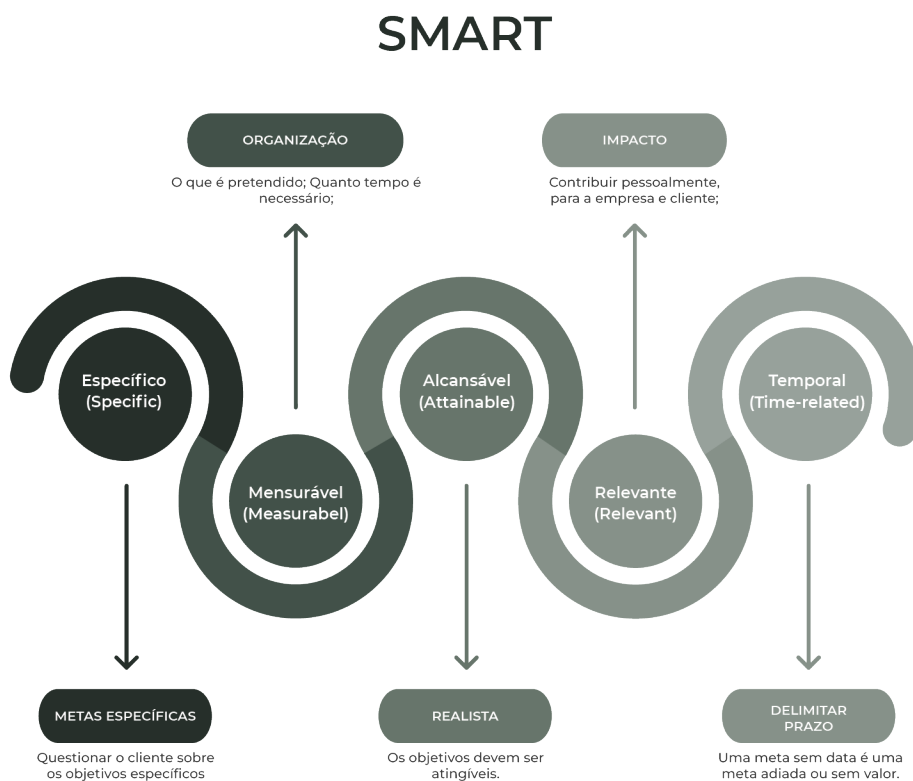 SMART
ORGANIZAÇÃO
O que é pretendido; Quanto tempo é
necessário;
IMPACTO
Contribuir pessoalmente,
para a empresa e cliente;
Específico
(Specific)
Mensurável
(Measurabel)
Alcansável
(Attainable)
Relevante
(Relevant)
Temporal
(Time-related)
METAS ESPECÍFICAS
Questionar o cliente sobre
os objetivos específicos
REALISTA
Os objetivos devem ser
atingíveis.
DELIMITAR
PRAZO
Uma meta sem data é uma
meta adiada ou sem valor.